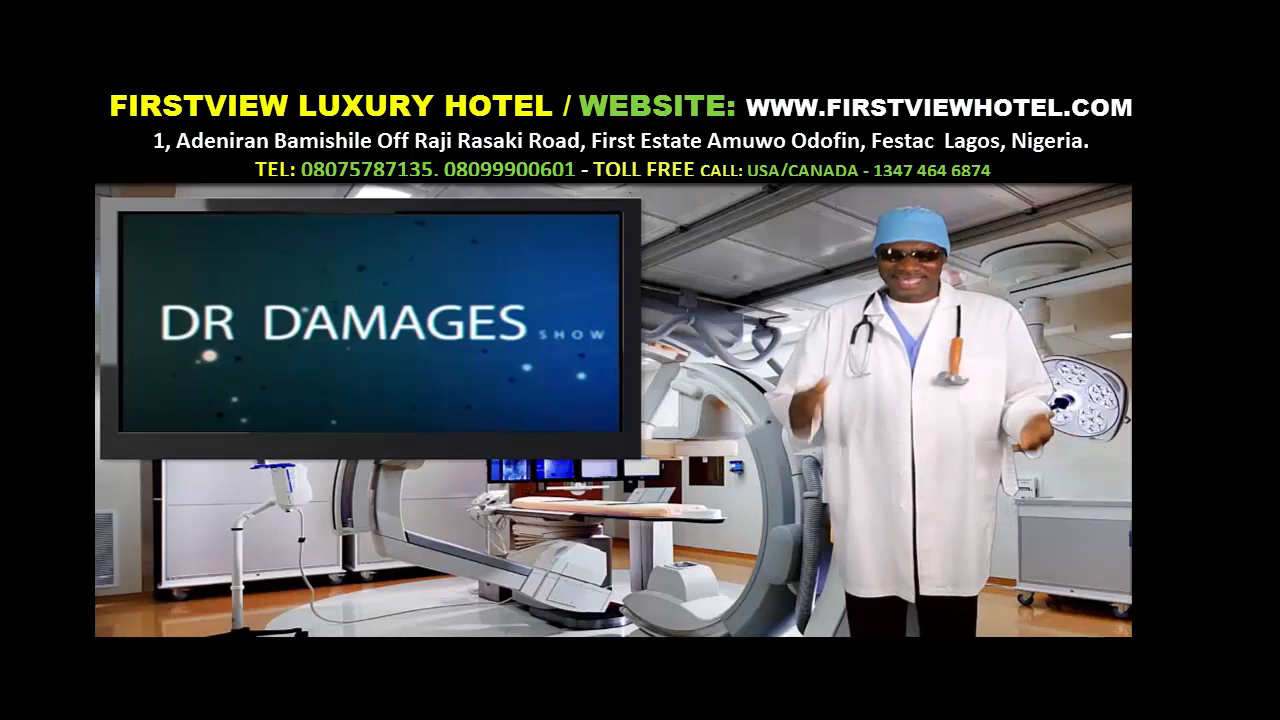 FIRSTVIEW LUXURY HOTEL / WEBSITE: WWW.FIRSTVIEWHOTEL.COM
1, Adeniran Bamishile Off Raji Rasaki Road, First Estate Amuwo Odofin, Festac Lagos, Nigeria.
TEL: 08075787135. 08099900601 - TOLL FREE CALL: USA/CANADA - 1347 464 6874
DR DAMAGES SHOW